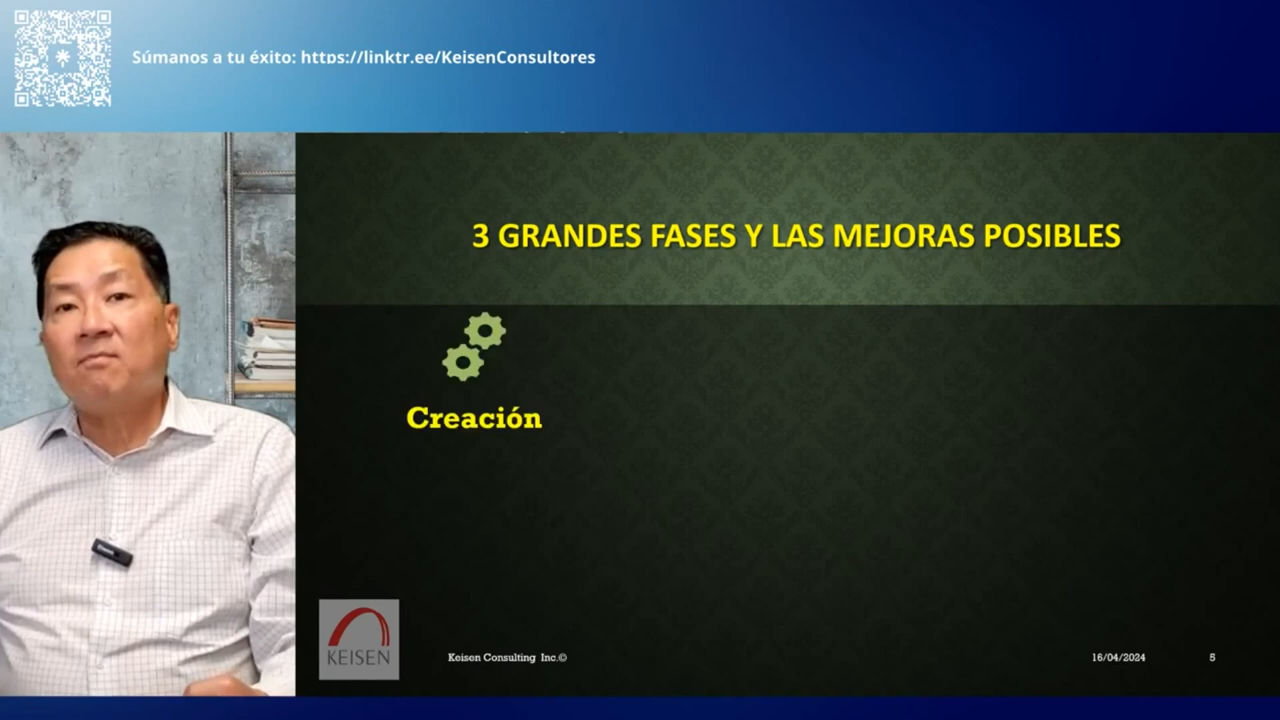 Súmanos a tu éxito: https://linktr.ee/KeisenConsultores
3 GRANDES FASES Y LAS MEJORAS POSIBLES
Creación
KEISEN
Keisen Consulting Inc.©
16/04/2024
5